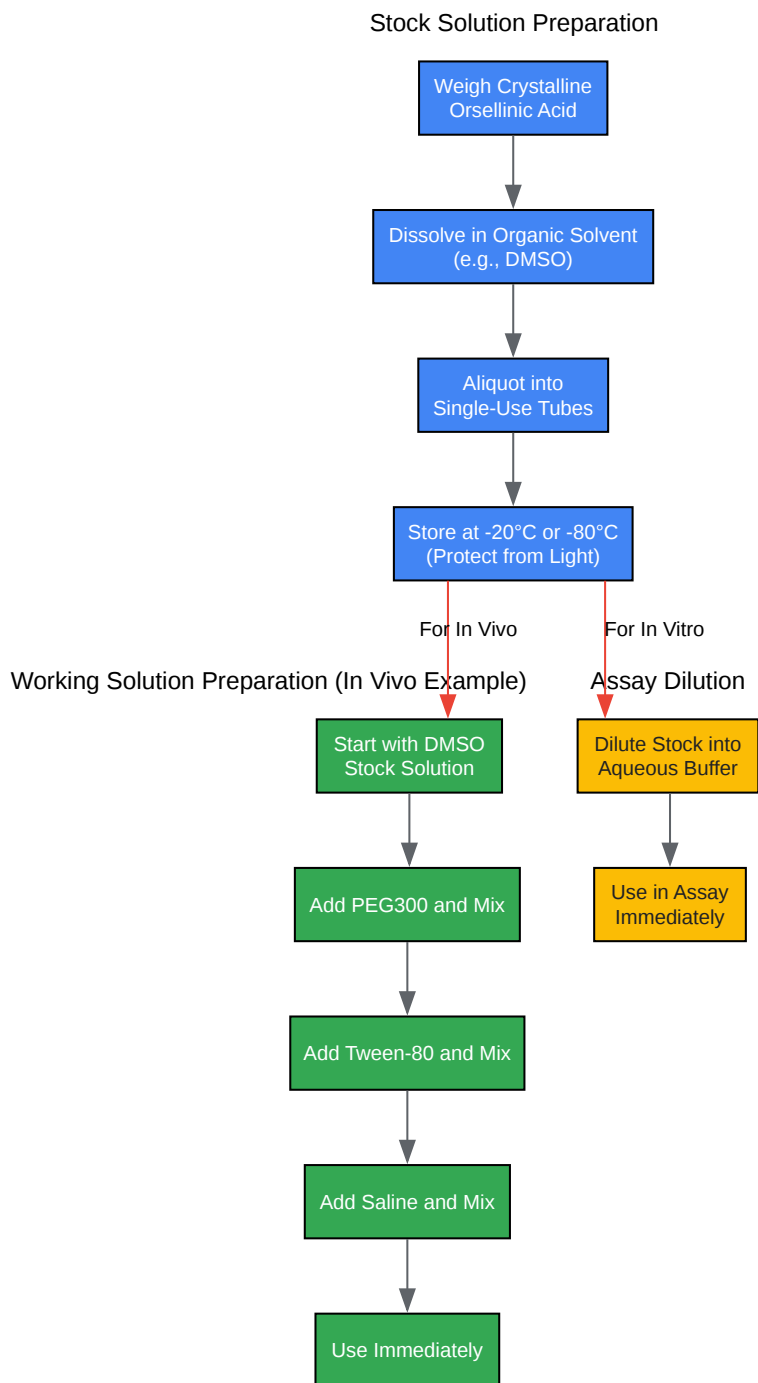 Stock Solution Preparation
Weigh Crystalline
Orsellinic Acid
Dissolve in Organic Solvent
(e.g., DMSO)
Aliquot into
Single-Use Tubes
Store at -20°C or -80°C
(Protect from Light)
For In Vivo
For In Vitro
Working Solution Preparation (In Vivo Example)
Assay Dilution
Start with DMSO
Stock Solution
Dilute Stock into
Aqueous Buffer
Add PEG300 and Mix
Use in Assay
Immediately
Add Tween-80 and Mix
Add Saline and Mix
Use Immediately